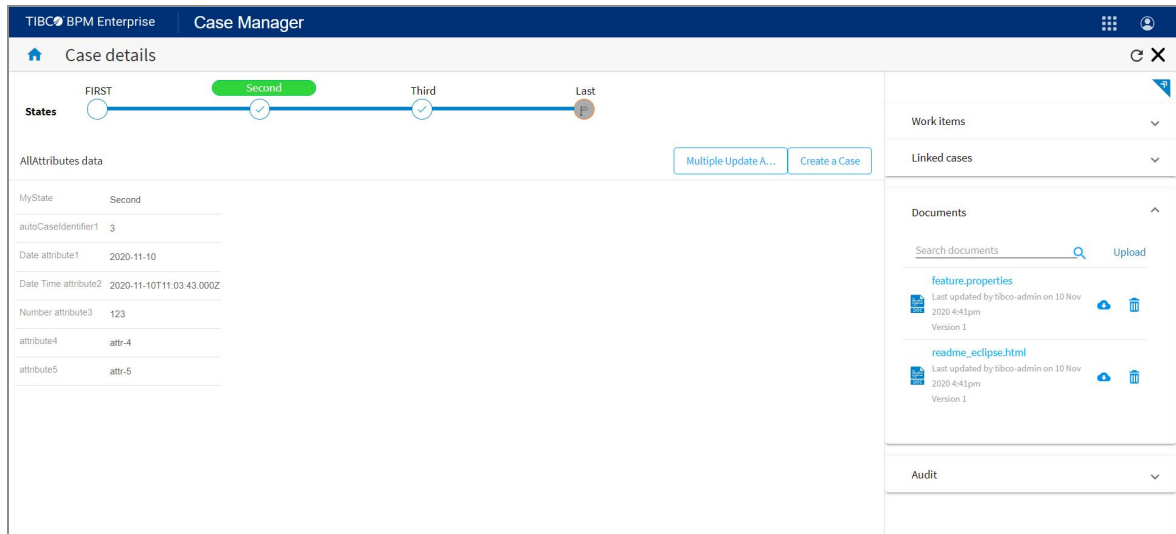 TIBCO BPM Enterprise Case Manager
Case details
FIRST Second Third Last
States
AllAttributes data
Multiple Update A... Create a Case
MyState Second
autoCaseIdentifier1 3
Date attribute1 2020-11-10
Date Time attribute2 2020-11-10T11:03:43.000Z
Number attribute3 123
attribute4 attr-4
attribute5 attr-5
Work items
Linked cases
Documents
Search documents Upload
feature.properties
Last updated by tibco-admin on 10 Nov
2020 4:41pm
Version 1
readme_eclipse.html
Last updated by tibco-admin on 10 Nov
2020 4:41pm
Version 1
Audit